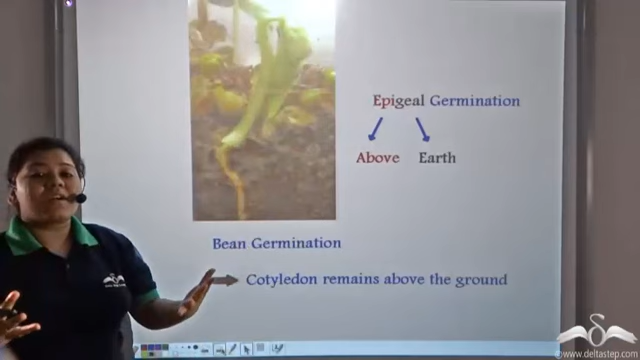 Epigeal Germination
Above Earth
Bean Germination
Cotyledon remains above the ground
©www.deltastep.com